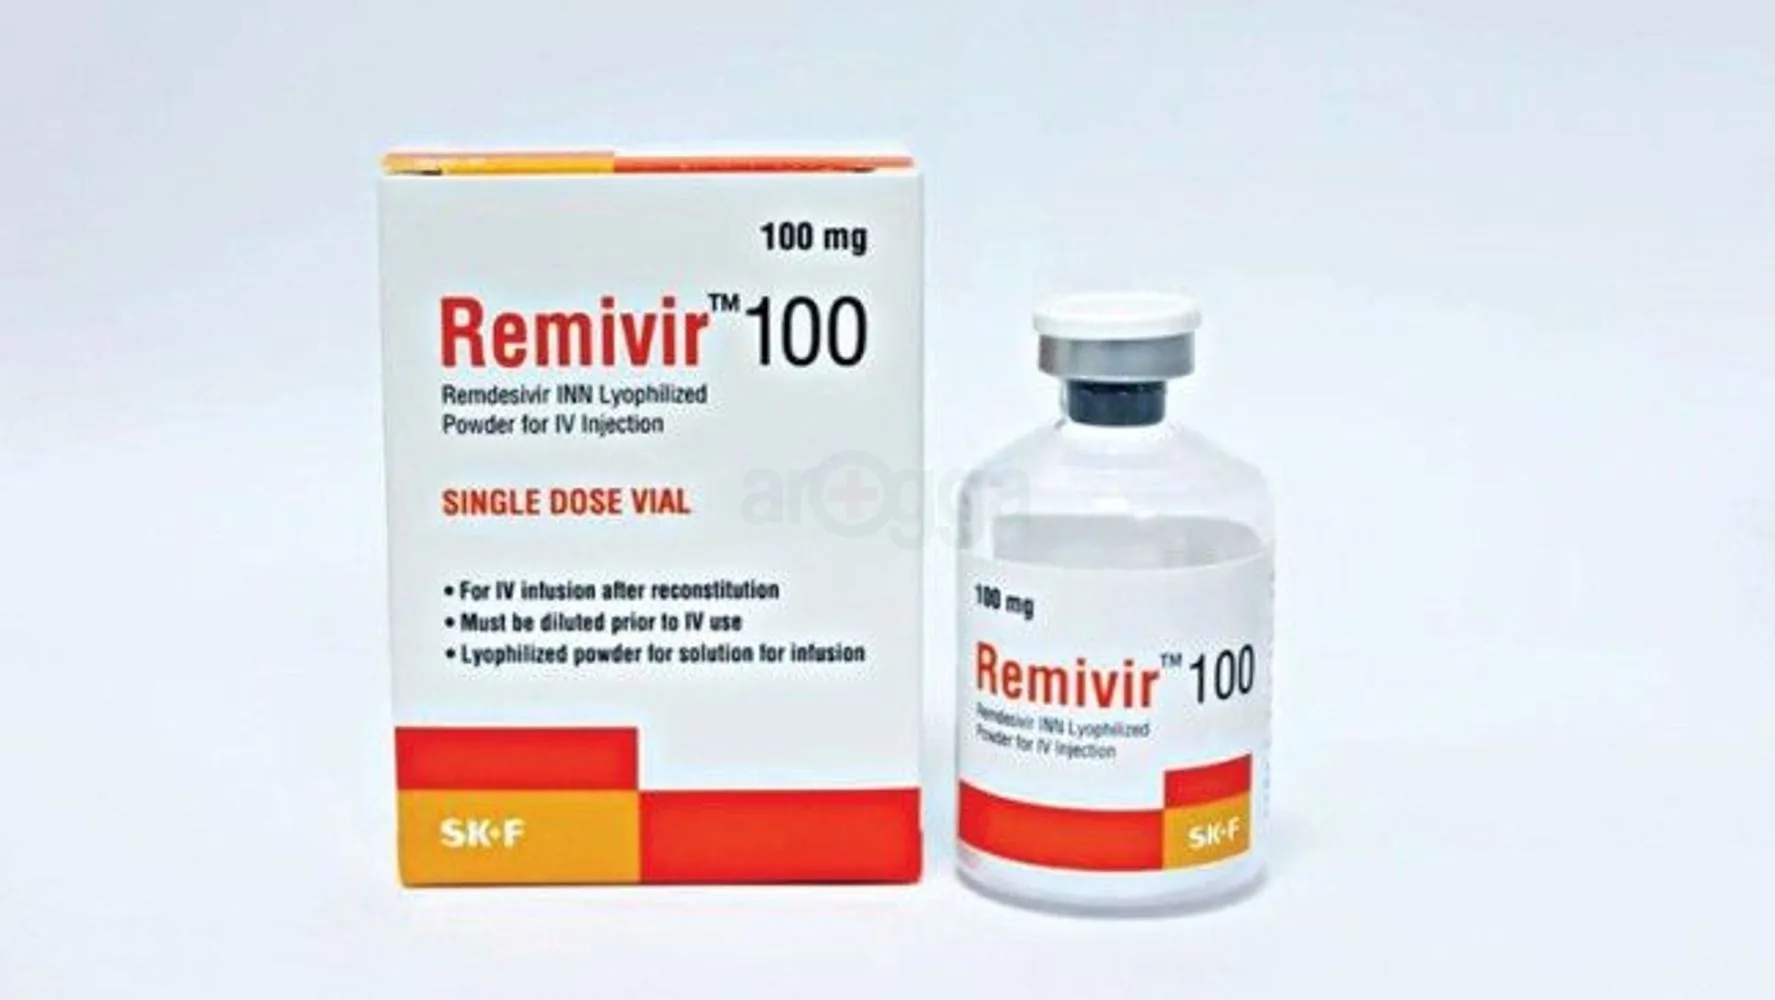 100 mg
Remivir™ 100
Remdesivir INN Lyophilized
Powder for IV Injection
SINGLE DOSE VIAL
• For IV infusion after reconstitution
• Must be diluted prior to IV use
• Lyophilized powder for solution for infusion
SK+F
arogga
100 mg
Remivir™ 100
Remdesivir INN Lyophilized
Powder for IV Injection
SK+F